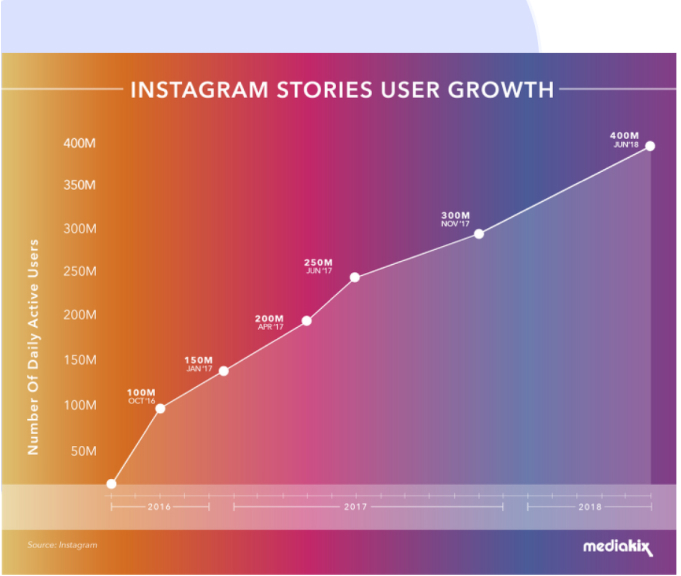 INSTAGRAM STORIES USER GROWTH
400M
JUN'18
400M
350M
300M
300M
NOV '17
250M
250M
JUN '17
200M
200M
APR '17
150M
150M
JAN '17
100M
100M
OCT '16
50M
Number Of Daily Active Users
2016
2017
2018
Source: Instagram
mediakix